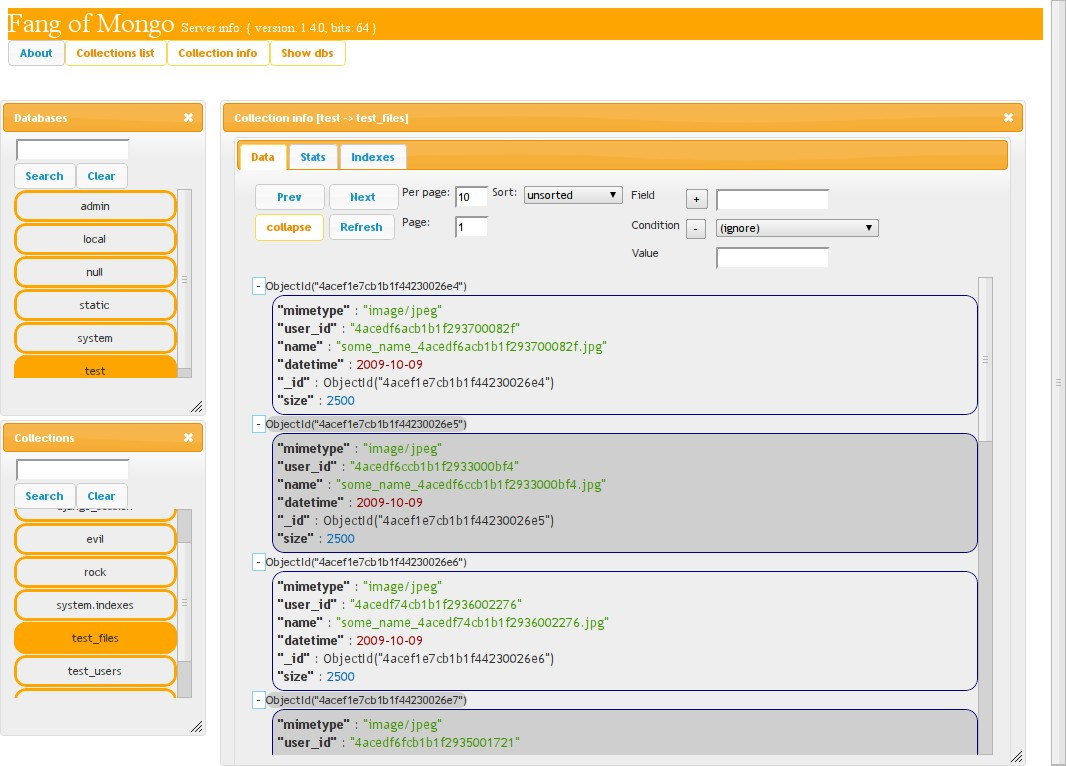 Fang of Mongo Server info: { version: 1.4.0, bits: 64 }
About Collections list Collection info Show dbs
Databases
Search Clear
admin
local
null
static
system
test
Collections
Search Clear
evil
rock
system.indexes
test_files
test_users
Collection info [test -> test_files]
Data Stats Indexes
Prev Next Per page: 10 Sort: unsorted Field +
collapse Refresh Page: 1 Condition - (ignore)
Value
- ObjectId("4acef1e7cb1b1f44230026e4")
"mimetype" : "image/jpeg"
"user_id" : "4acedf6acb1b1f293700082f"
"name" : "some_name_4acedf6acb1b1f293700082f.jpg"
"datetime" : 2009-10-09
"_id" : ObjectId("4acef1e7cb1b1f44230026e4")
"size" : 2500
- ObjectId("4acef1e7cb1b1f44230026e5")
"mimetype" : "image/jpeg"
"user_id" : "4acedf6ccb1b1f2933000bf4"
"name" : "some_name_4acedf6ccb1b1f2933000bf4.jpg"
"datetime" : 2009-10-09
"_id" : ObjectId("4acef1e7cb1b1f44230026e5")
"size" : 2500
- ObjectId("4acef1e7cb1b1f44230026e6")
"mimetype" : "image/jpeg"
"user_id" : "4acedf74cb1b1f2936002276"
"name" : "some_name_4acedf74cb1b1f2936002276.jpg"
"datetime" : 2009-10-09
"_id" : ObjectId("4acef1e7cb1b1f44230026e6")
"size" : 2500
- ObjectId("4acef1e7cb1b1f44230026e7")
"mimetype" : "image/jpeg"
"user_id" : "4acedf6fcb1b1f2935001721"